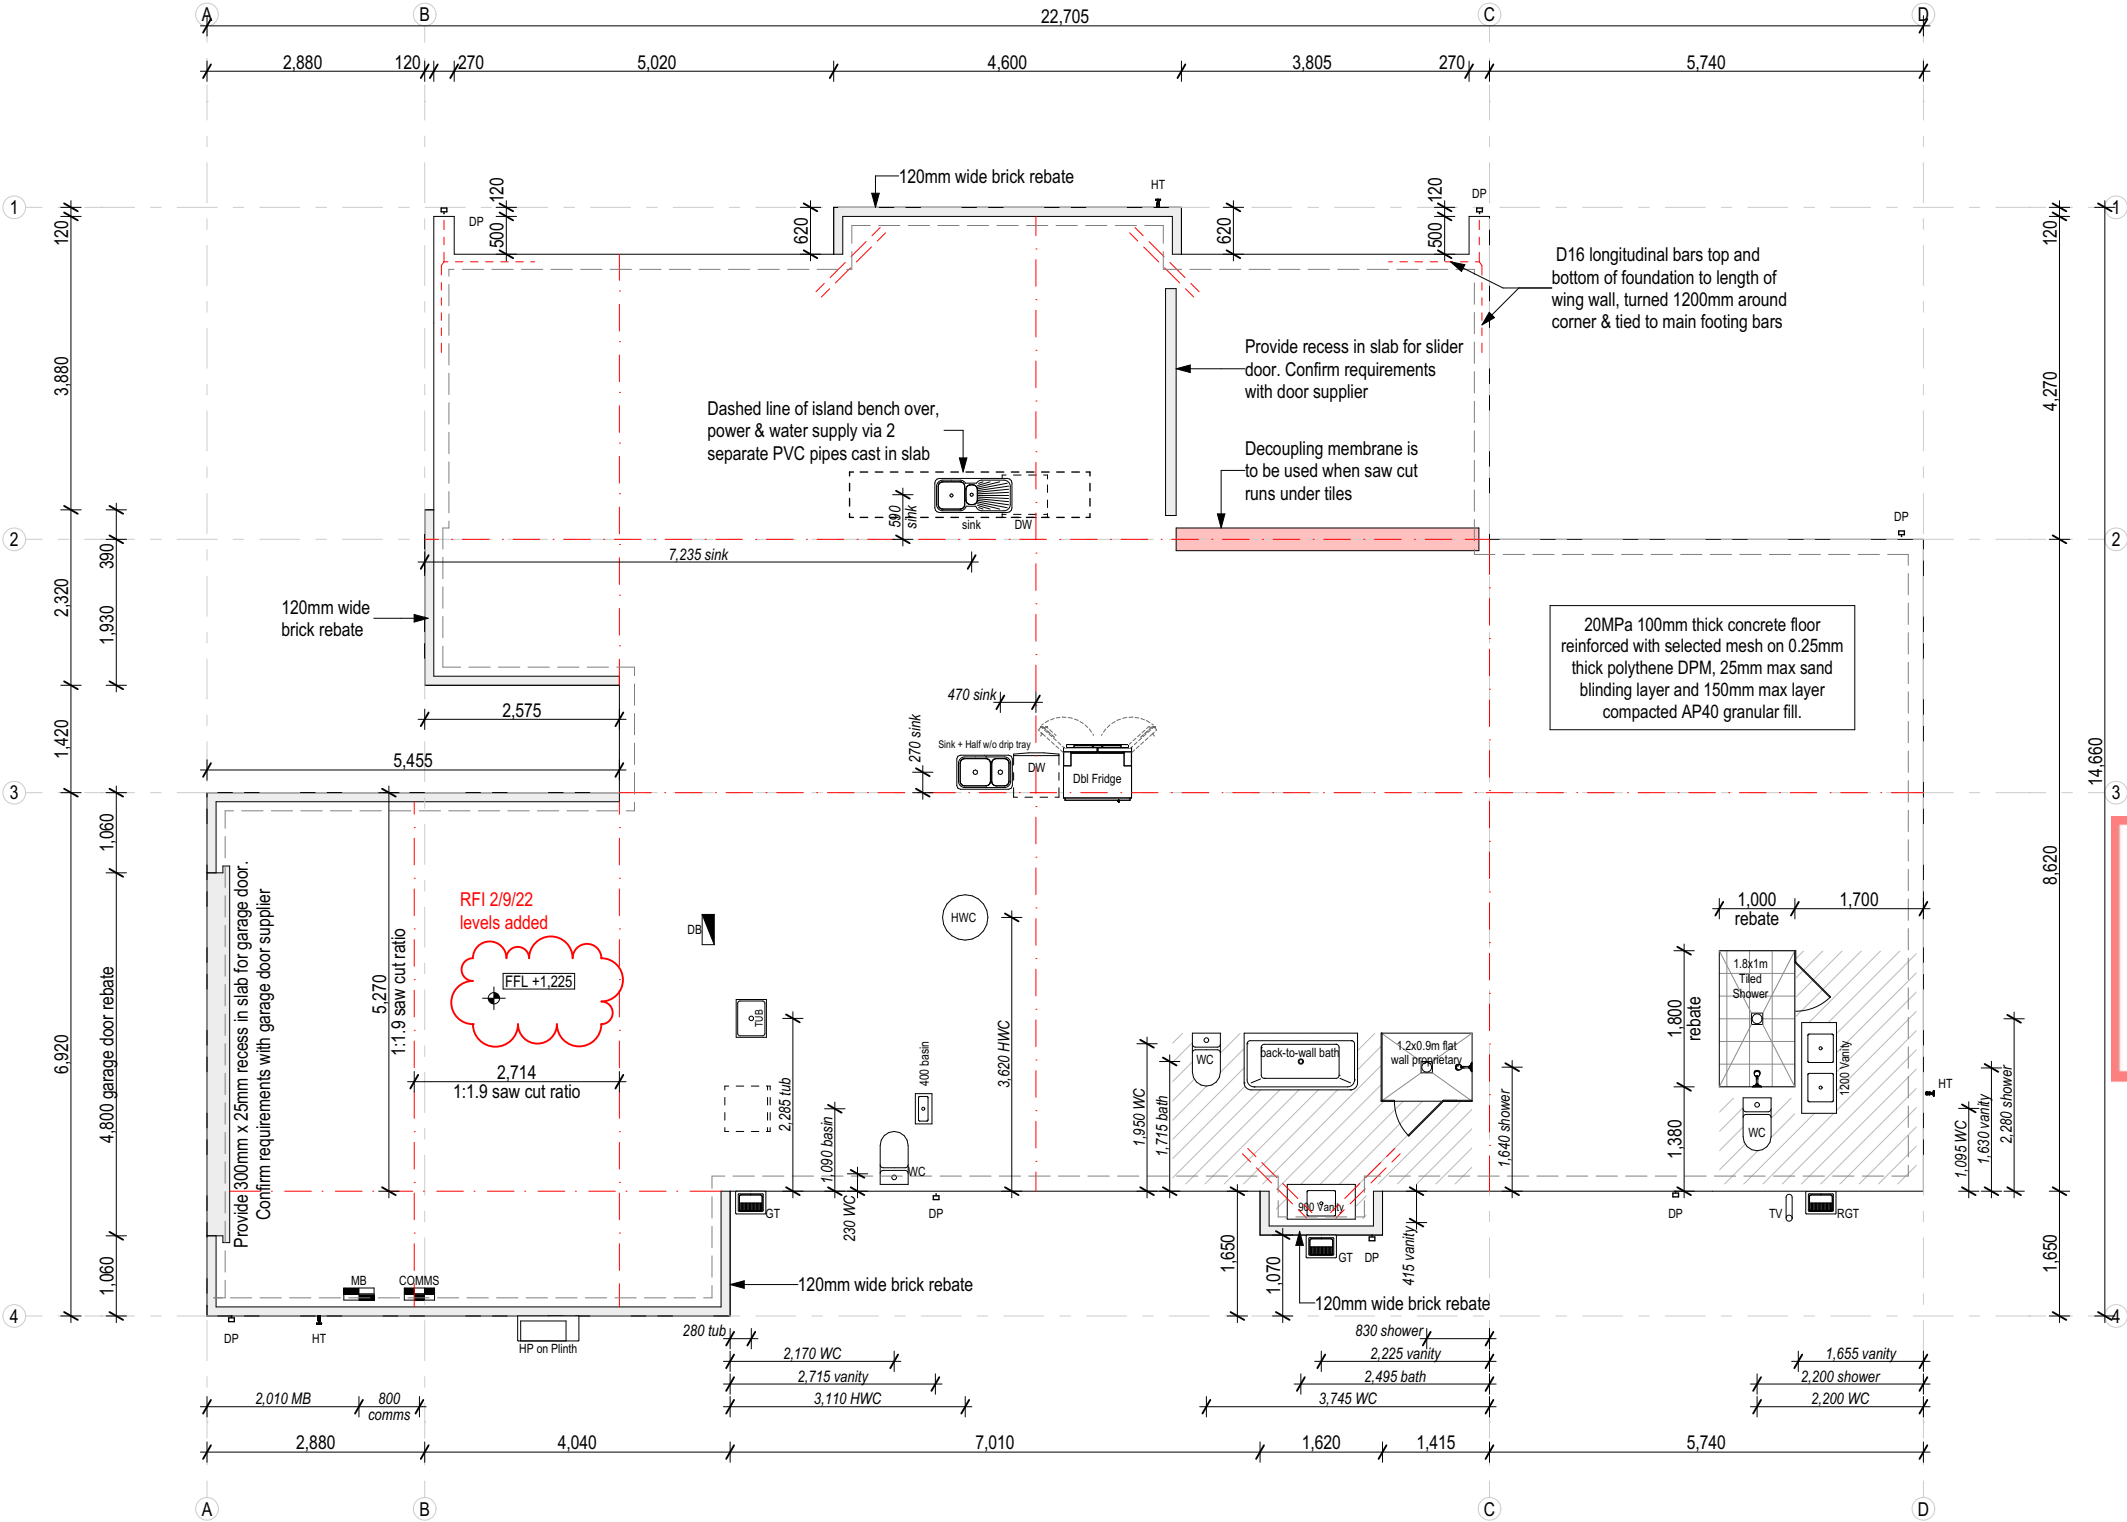 A
B
C
D
22,705
2,880
120
270
5,020
4,600
3,805
270
5,740
1
1
120mm wide brick rebate
HT
DP
DP
120
500
620
620
120
500
120
120
D16 longitudinal bars top and
bottom of foundation to length of
wing wall, turned 1200mm around
corner & tied to main footing bars
Provide recess in slab for slider
door. Confirm requirements
with door supplier
3,880
4,270
Dashed line of island bench over,
power & water supply via 2
separate PVC pipes cast in slab
Decoupling membrane is
to be used when saw cut
runs under tiles
590
sink
sink
DW
DP
2
2
7,235 sink
390
2,320
1,930
120mm wide
brick rebate
20MPa 100mm thick concrete floor
reinforced with selected mesh on 0.25mm
thick polythene DPM, 25mm max sand
blinding layer and 150mm max layer
compacted AP40 granular fill.
470 sink
2,575
1,420
270 sink
Sink + Half w/o drip tray
DW
Dbl Fridge
5,455
14,660
3
3
1,060
8,620
RFI 2/9/22
levels added
FFL +1,225
Provide 300mm x 25mm recess in slab for garage door.
Confirm requirements with garage door supplier
5,270
1:1.9 saw cut ratio
2,714
1:1.9 saw cut ratio
4,800 garage door rebate
6,920
1,060
DB
HWC
TUB
2,285 tub
400 basin
1,090 basin
230 WC
WC
3,620 HWC
1,950 WC
1,715 bath
WC
back-to-wall bath
1.2x0.9m flat
wall proprietary
1,640 shower
1,000
rebate
1,700
1.8x1m
Tiled
Shower
1,800
rebate
1200 Vanity
WC
1,380
HT
1,095 WC
1,630 vanity
2,280 shower
GT
DP
900 Vanity
DP
TV
RGT
1,650
1,070
GT
DP
415 vanity
1,650
MB
COMMS
120mm wide brick rebate
120mm wide brick rebate
4
4
DP
HT
HP on Plinth
280 tub
2,170 WC
2,715 vanity
3,110 HWC
830 shower
2,225 vanity
2,495 bath
3,745 WC
1,655 vanity
2,200 shower
2,200 WC
2,010 MB
800
comms
2,880
4,040
7,010
1,620
1,415
5,740
A
B
C
D